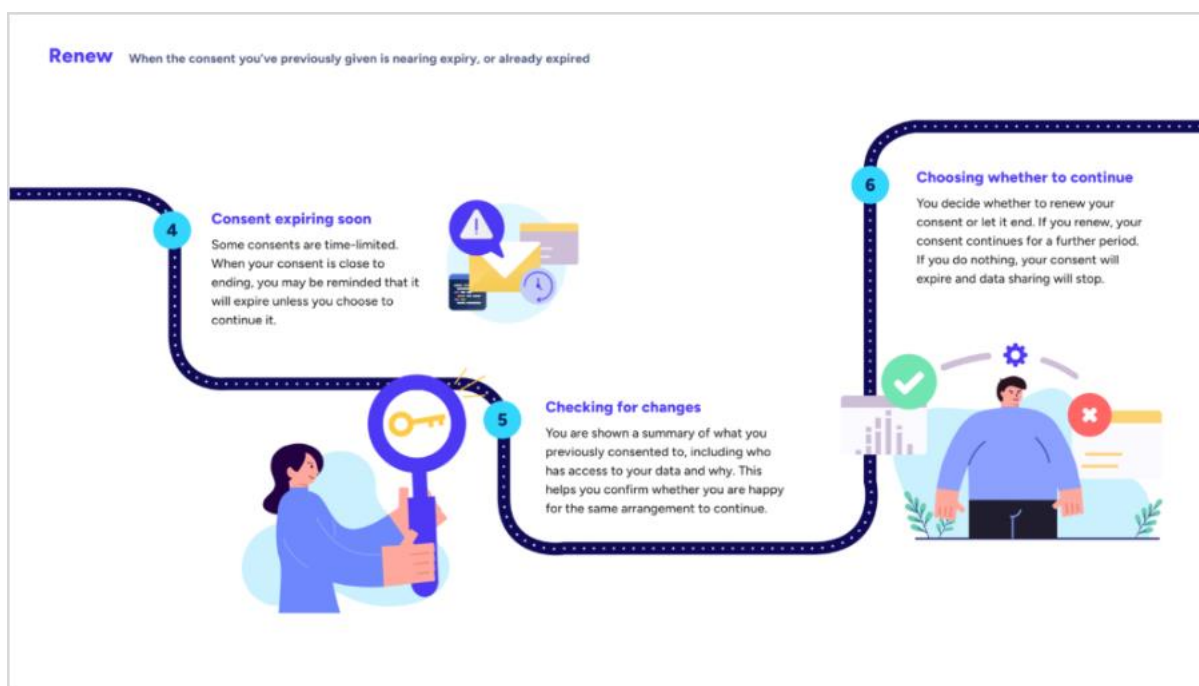 Renew When the consent you've previously given is nearing expiry, or already expired
4
Consent expiring soon
Some consents are time-limited.
When your consent is close to
ending, you may be reminded that it
will expire unless you choose to
continue it.
5
Checking for changes
You are shown a summary of what you
previously consented to, including who
has access to your data and why. This
helps you confirm whether you are happy
for the same arrangement to continue.
6
Choosing whether to continue
You decide whether to renew your
consent or let it end. If you renew, your
consent continues for a further period.
If you do nothing, your consent will
expire and data sharing will stop.